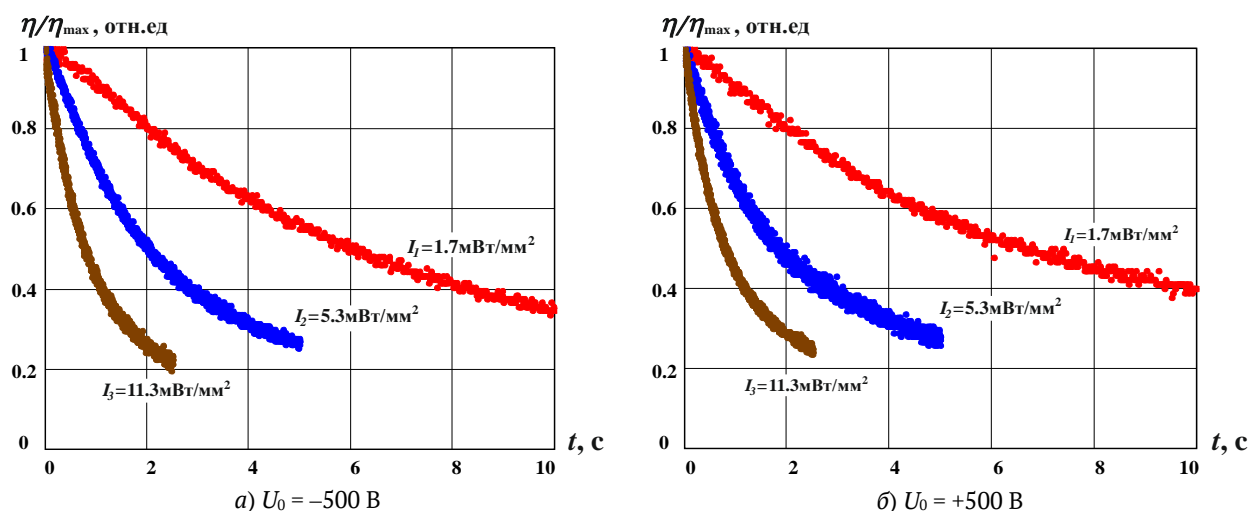 η/ηmax , отн.ед
1
0.8
0.6
0.4
0.2
0
0 2 4 6 8 10
t, с
I1=1.7мВт/мм²
I2=5.3мВт/мм²
I3=11.3мВт/мм²
а) U0 = –500 В
η/ηmax , отн.ед
1
0.8
0.6
0.4
0.2
0
0 2 4 6 8 10
t, с
I1=1.7мВт/мм²
I2=5.3мВт/мм²
I3=11.3мВт/мм²
б) U0 = +500 В